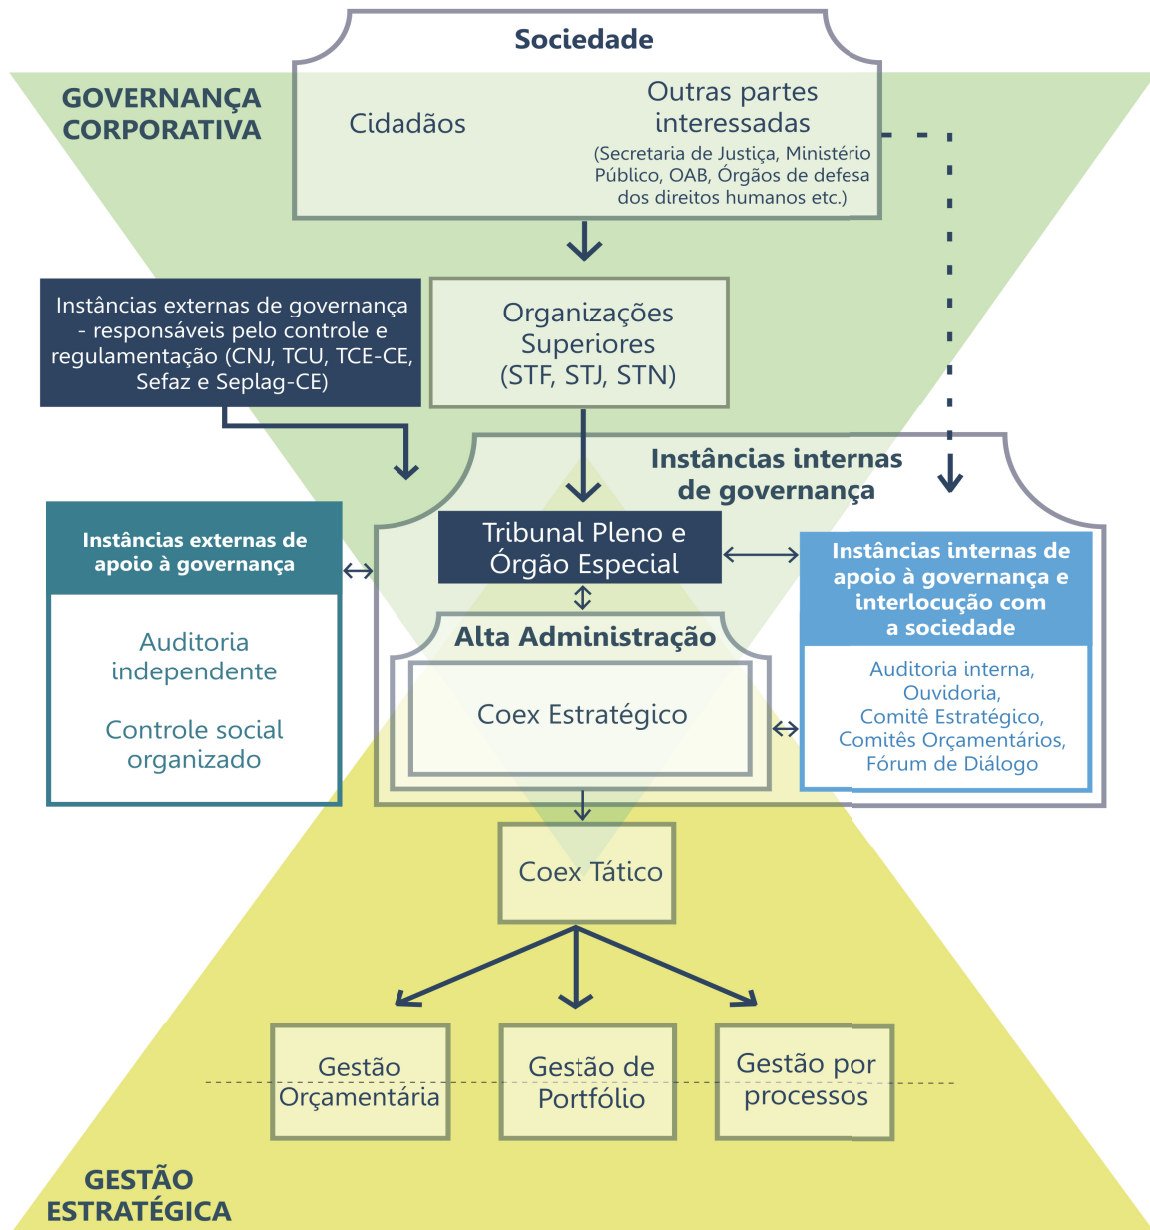 Sociedade
GOVERNANÇA
CORPORATIVA
Cidadãos
Outras partes
interessadas
(Secretaria de Justiça, Ministério
Público, OAB, Órgãos de defesa
dos direitos humanos etc.)
Instâncias externas de governança
- responsáveis pelo controle e
regulamentação (CNJ, TCU, TCE-CE,
Sefaz e Seplag-CE)
Organizações
Superiores
(STF, STJ, STN)
Instâncias internas
de governança
Instâncias externas de
apoio à governança
Auditoria
independente
Controle social
organizado
Tribunal Pleno e
Órgão Especial
Alta Administração
Coex Estratégico
Instâncias internas de
apoio à governança e
interlocução com
a sociedade
Auditoria interna,
Ouvidoria,
Comitê Estratégico,
Comitês Orçamentários,
Fórum de Diálogo
Coex Tático
Gestão
Orçamentária
Gestão de
Portfólio
Gestão por
processos
GESTÃO
ESTRATÉGICA